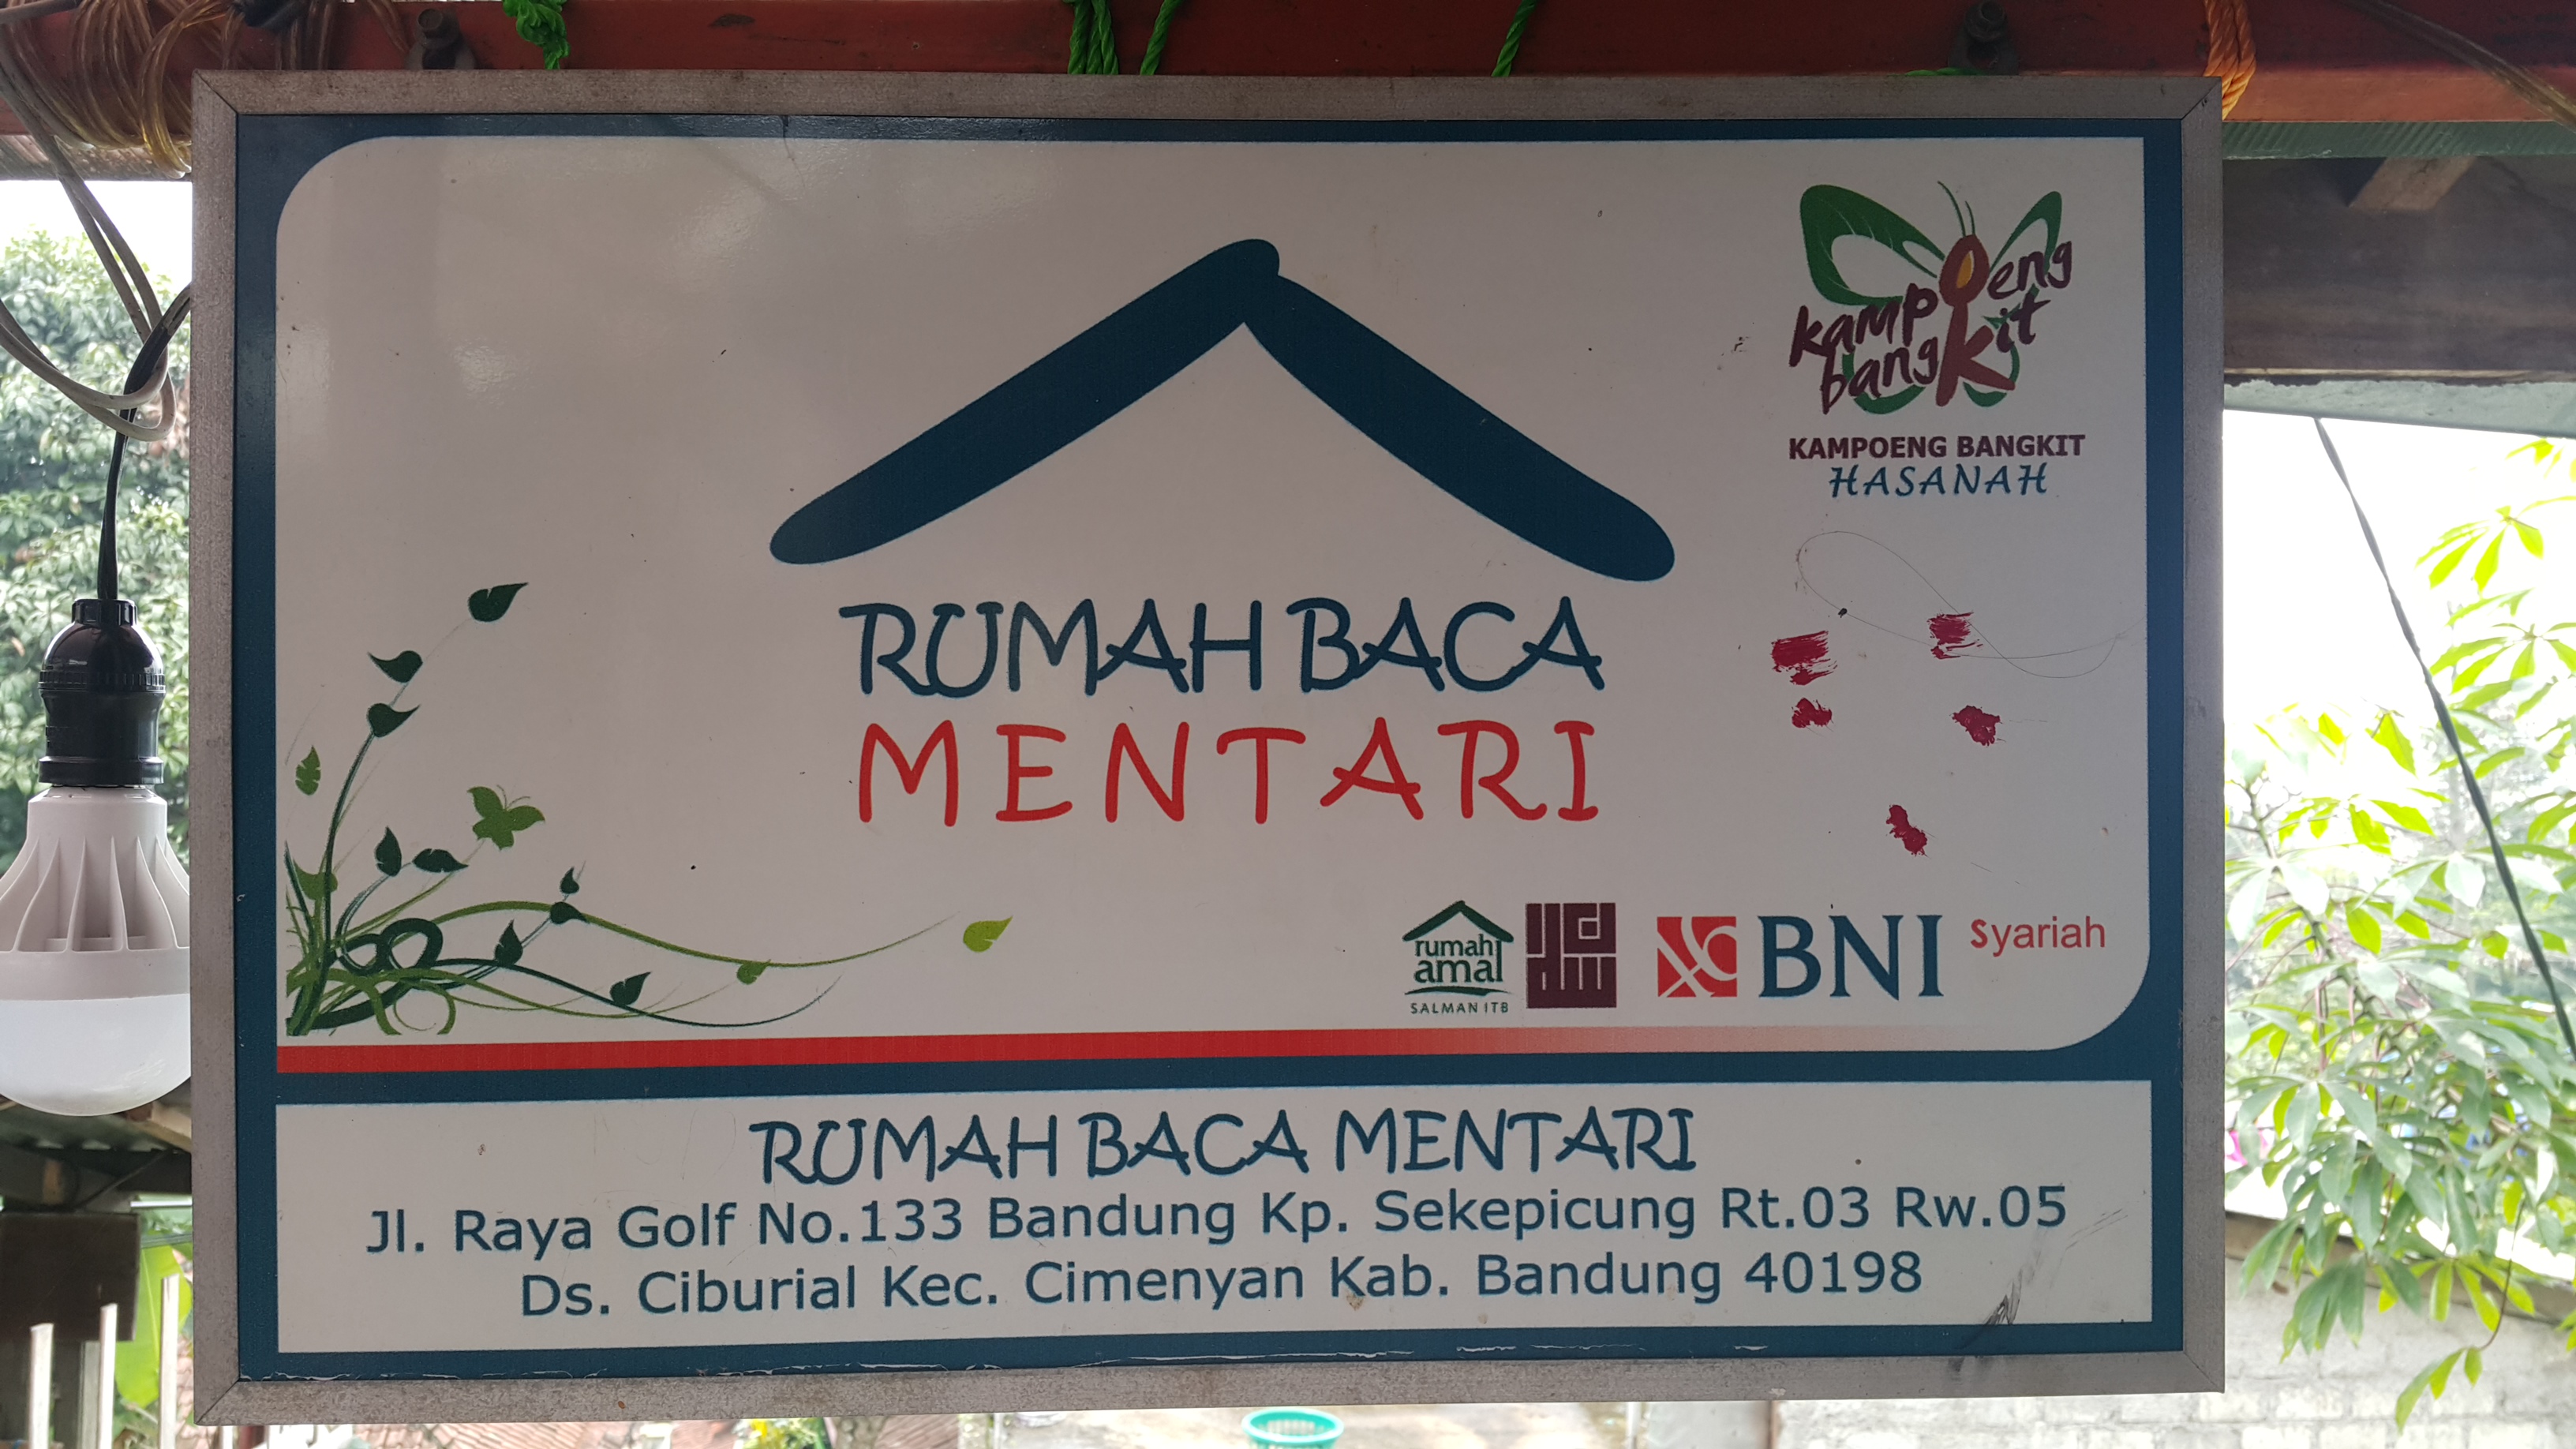 kampoeng
bangkit
KAMPOENG BANGKIT
HASANAH
RUMAH BACA
MENTARI
rumah
amal
SALMAN ITB
BNI Syariah
RUMAH BACA MENTARI
Jl. Raya Golf No.133 Bandung Kp. Sekepicung Rt.03 Rw.05
Ds. Ciburial Kec. Cimenyan Kab. Bandung 40198